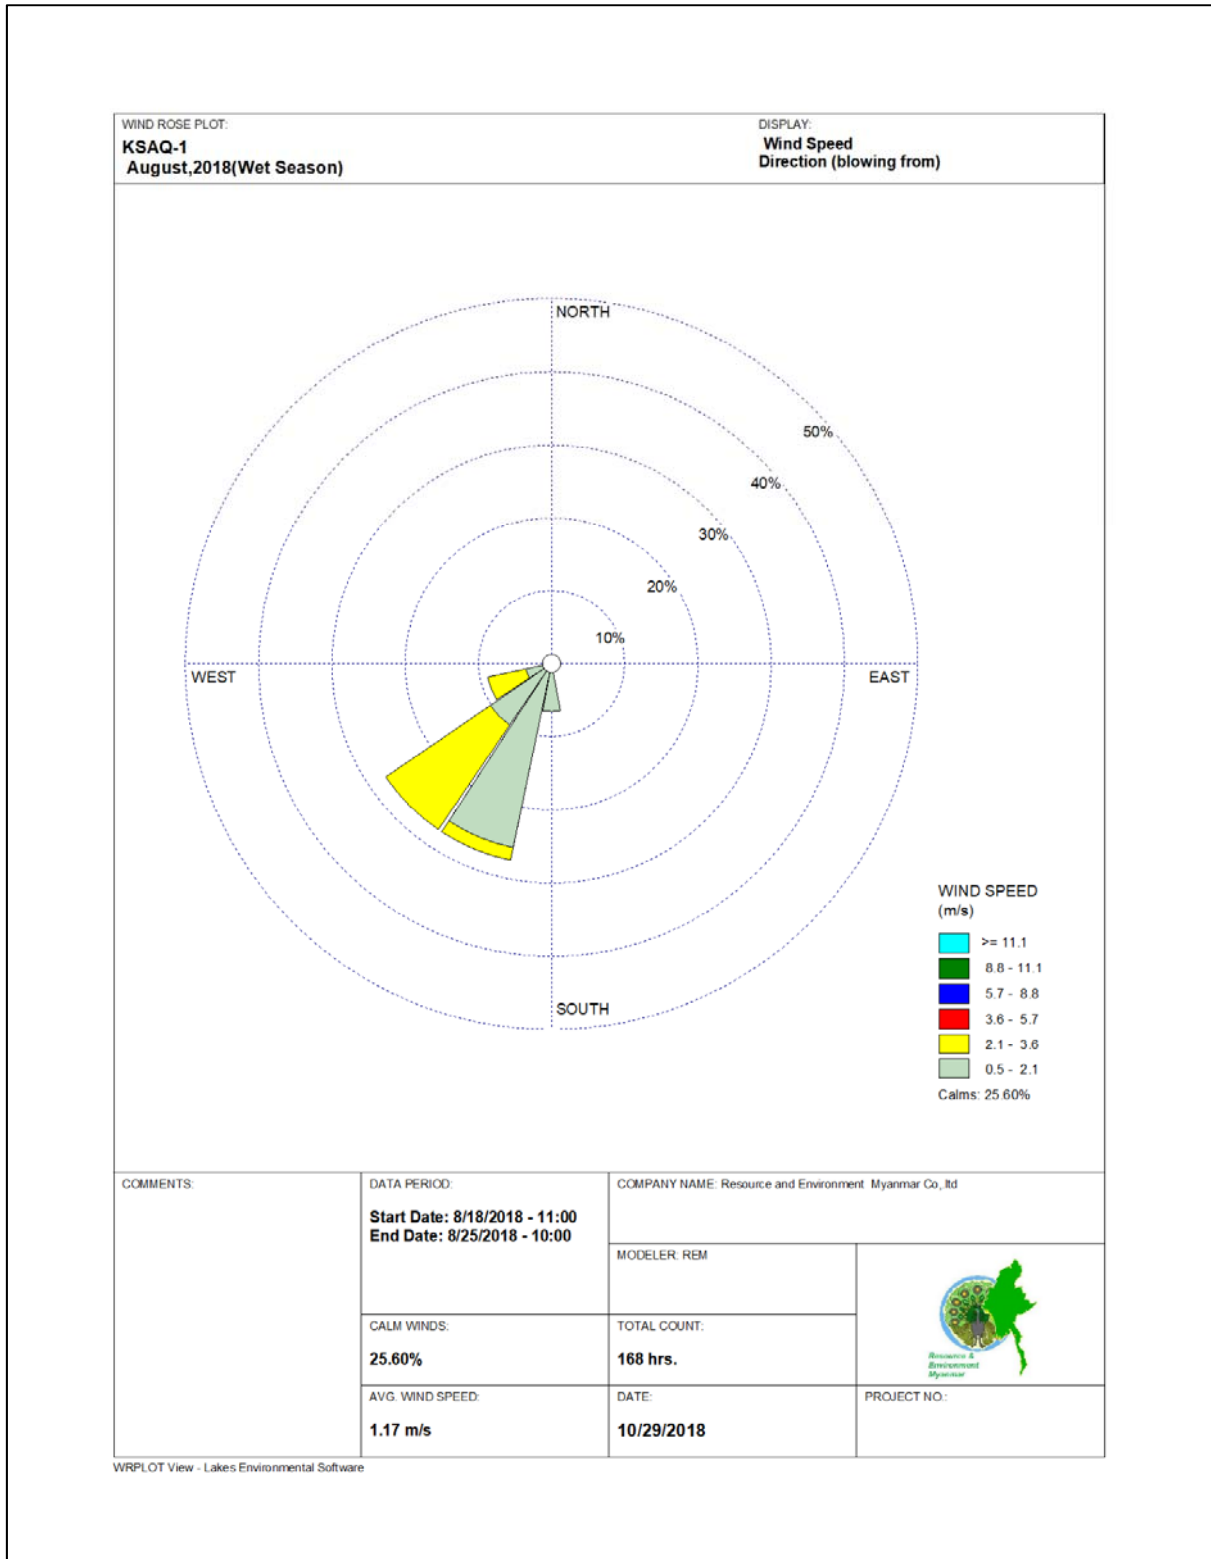 WIND ROSE PLOT:
KSAQ-1
August,2018(Wet Season)
DISPLAY:
Wind Speed
Direction (blowing from)
NORTH
50%
40%
30%
20%
10%
WEST
EAST
SOUTH
WIND SPEED
(m/s)
>= 11.1
8.8 - 11.1
5.7 - 8.8
3.6 - 5.7
2.1 - 3.6
0.5 - 2.1
Calms: 25.60%
COMMENTS:
DATA PERIOD:
Start Date: 8/18/2018 - 11:00
End Date: 8/25/2018 - 10:00
COMPANY NAME: Resource and Environment Myanmar Co,.ltd
MODELER: REM
CALM WINDS:
25.60%
TOTAL COUNT:
168 hrs.
Resource &
Environment
Myanmar
AVG. WIND SPEED:
1.17 m/s
DATE:
10/29/2018
PROJECT NO.:
WRPLOT View - Lakes Environmental Software